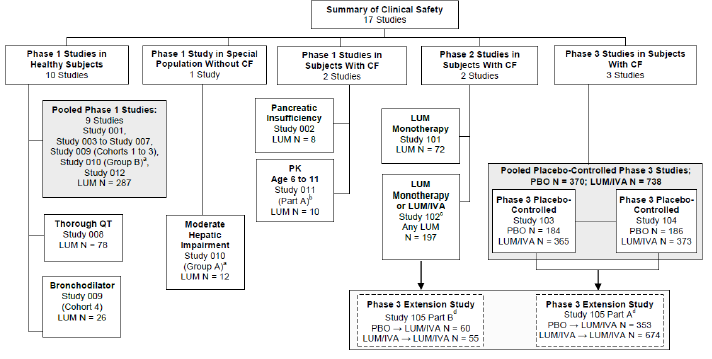 Summary of Clinical Safety
17 Studies
Phase 1 Studies in
Healthy Subjects
10 Studies
Phase 1 Study in Special
Population Without CF
1 Study
Phase 1 Studies in
Subjects With CF
2 Studies
Phase 2 Studies in
Subjects With CF
2 Studies
Phase 3 Studies in Subjects
With CF
3 Studies
Pooled Phase 1 Studies:
9 Studies
Study 001,
Study 003 to Study 007,
Study 009 (Cohorts 1 to 3),
Study 010 (Group B)a,
Study 012
LUM N = 287
Thorough QT
Study 008
LUM N = 78
Bronchodilator
Study 009
(Cohort 4)
LUM N = 26
Moderate
Hepatic
Impairment
Study 010
(Group A)a
LUM N = 12
Pancreatic
Insufficiency
Study 002
LUM N = 8
PK
Age 6 to 11
Study 011
(Part A)b
LUM N = 10
LUM
Monotherapy
Study 101
LUM N = 72
LUM
Monotherapy
or LUM/IVA
Study 102c
Any LUM
N = 197
Pooled Placebo-Controlled Phase 3 Studies;
PBO N = 370; LUM/IVA N = 738
Phase 3 Placebo-
Controlled
Study 103
PBO N = 184
LUM/IVA N = 365
Phase 3 Placebo-
Controlled
Study 104
PBO N = 186
LUM/IVA N = 373
Phase 3 Extension Study
Study 105 Part Bd
PBO → LUM/IVA N = 60
LUM/IVA → LUM/IVA N = 55
Phase 3 Extension Study
Study 105 Part Ad
PBO → LUM/IVA N = 353
LUM/IVA → LUM/IVA N = 674